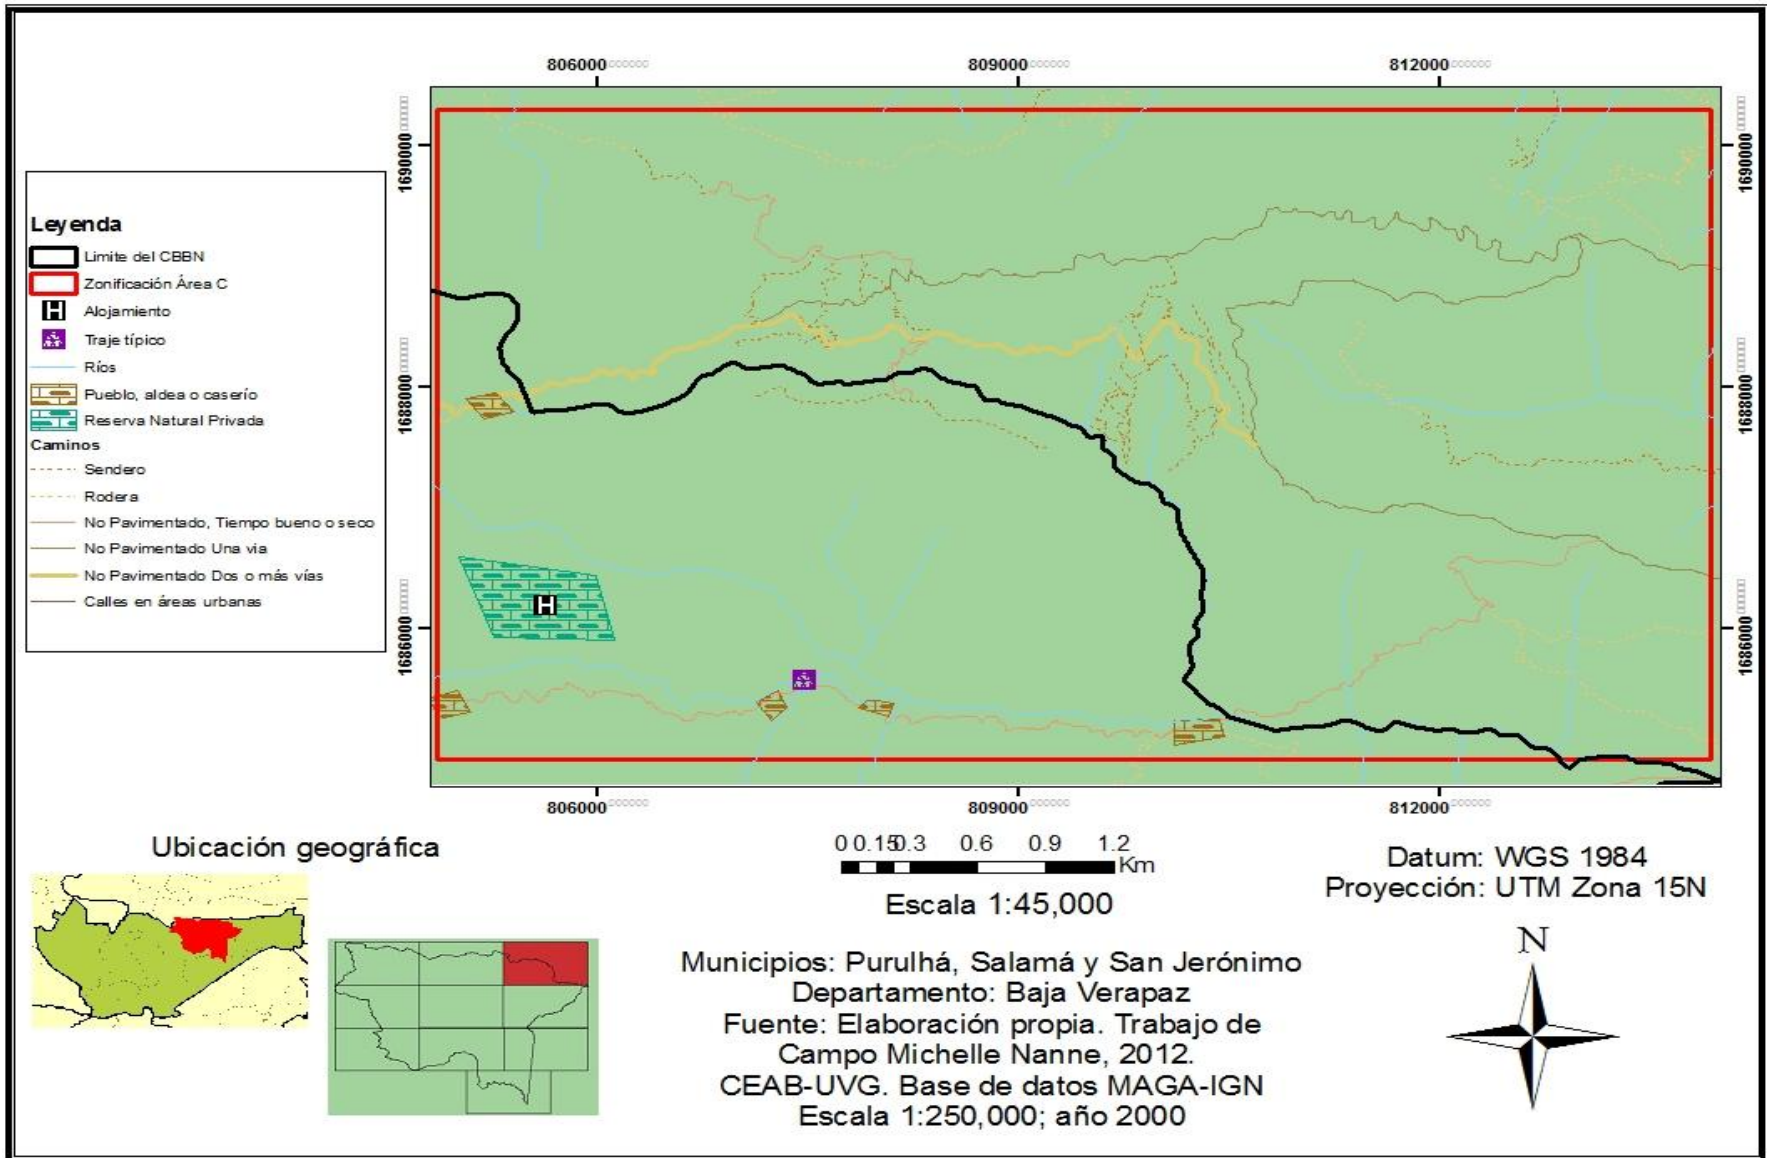 806000 809000 812000
1690000 1690000
1688000 1688000
1686000 1686000
806000 809000 812000
Leyenda
Limite del CBBN
Zonificación Área C
H Alojamiento
Traje típico
Ríos
Pueblo, aldea o caserío
Reserva Natural Privada
Caminos
Sendero
Rodera
No Pavimentado, Tiempo bueno o seco
No Pavimentado Una via
No Pavimentado Dos o más vías
Calles en áreas urbanas
H
Ubicación geográfica
0 0.15 0.3 0.6 0.9 1.2
Km
Escala 1:45,000
Datum: WGS 1984
Proyección: UTM Zona 15N
N
Municipios: Purulhá, Salamá y San Jerónimo
Departamento: Baja Verapaz
Fuente: Elaboración propia. Trabajo de
Campo Michelle Nanne, 2012.
CEAB-UVG. Base de datos MAGA-IGN
Escala 1:250,000; año 2000